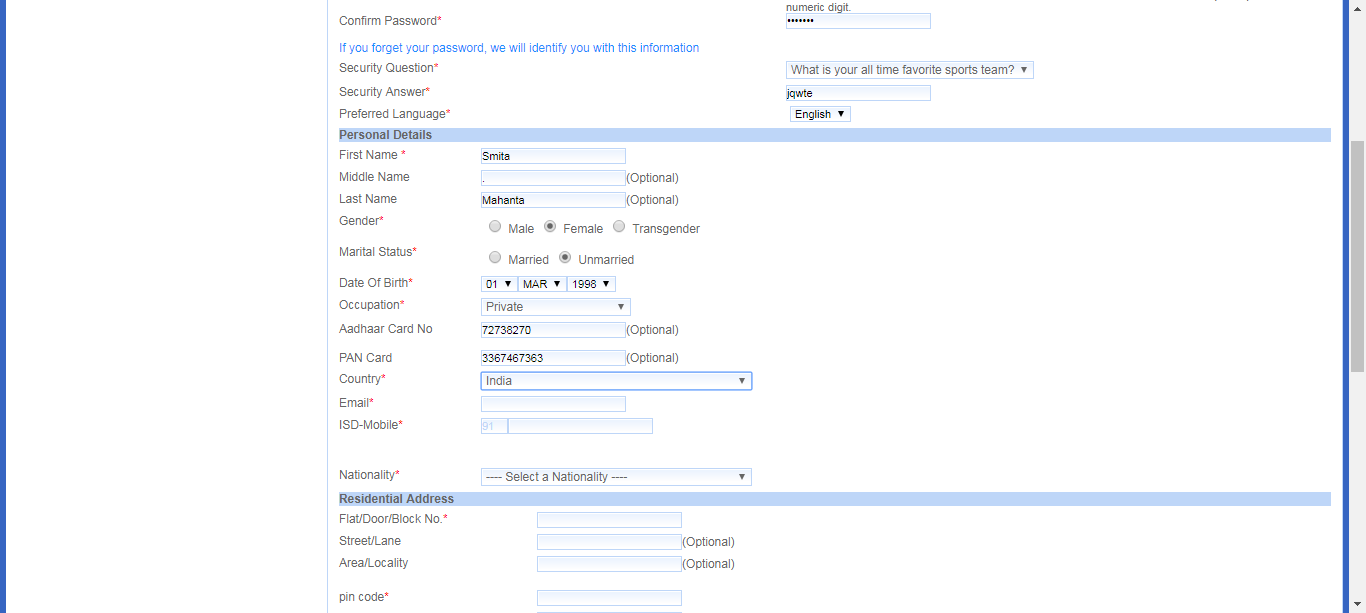 numeric digit.
Confirm Password* •••••••
If you forget your password, we will identify you with this information
Security Question* What is your all time favorite sports team? ▼
Security Answer* jqwte
Preferred Language* English ▼
Personal Details
First Name * Smita
Middle Name . (Optional)
Last Name Mahanta (Optional)
Gender* Male Female Transgender
Marital Status* Married Unmarried
Date Of Birth* 01 ▼ MAR ▼ 1998 ▼
Occupation* Private ▼
Aadhaar Card No 72738270 (Optional)
PAN Card 3367467363 (Optional)
Country* India ▼
Email*
ISD-Mobile* 91
Nationality* ---- Select a Nationality ---- ▼
Residential Address
Flat/Door/Block No.*
Street/Lane (Optional)
Area/Locality (Optional)
pin code*